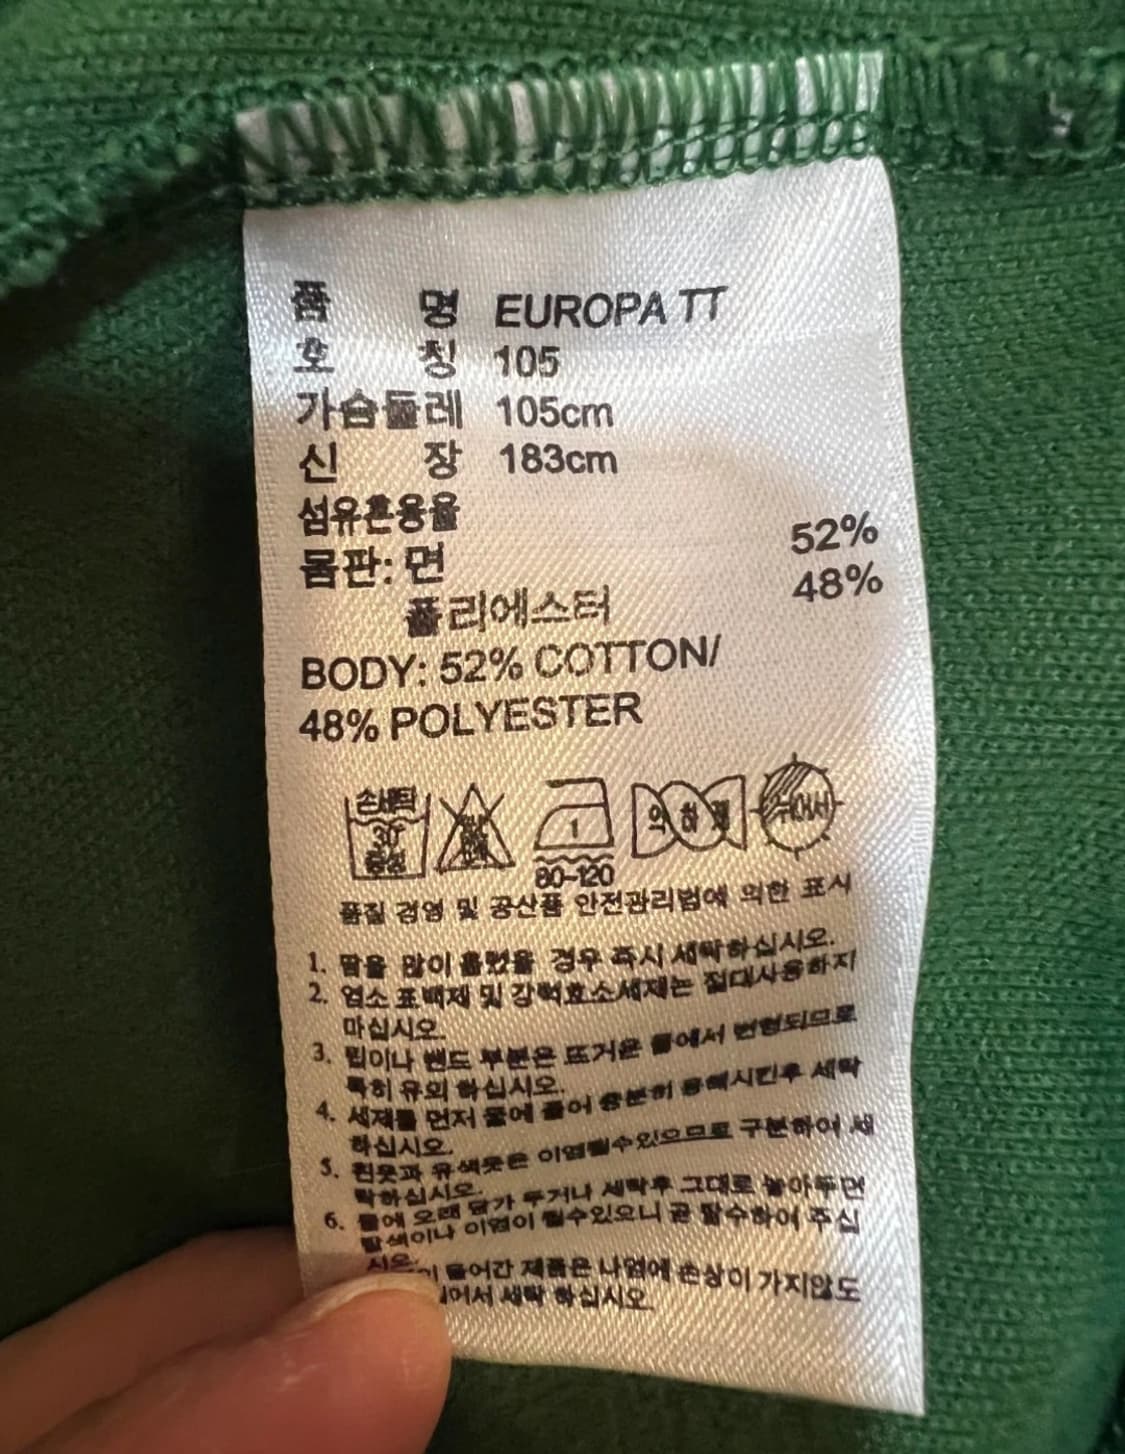 품 명 EUROPA TT
호 칭 105
가슴둘레 105cm
신 장 183cm
섬유혼용율
몸판: 면 52%
폴리에스터 48%
BODY: 52% COTTON/
48% POLYESTER
손세탁
30°
중성
1
약하게
뉘어서
80-120
품질 경영 및 공산품 안전관리법에 의한 표시
1. 땀을 많이 흘렸을 경우 즉시 세탁하십시오.
2. 염소 표백제 및 강력효소세제는 절대사용하지
마십시오.
3. 립이나 밴드 부분은 뜨거운 물에서 변형되므로
특히 유의 하십시오.
4. 세제를 먼저 물에 풀어 충분히 용해시킨후 세탁
하십시오.
5. 흰옷과 유색옷은 이염될수있으므로 구분하여 세
탁하십시오.
6. 물에 오래 담가 두거나 세탁후 그대로 놓아두면
탈색이나 이염이 될수있으니 곧 탈수하여 주십
시오.
이 들어간 제품은 나염에 손상이 가지않도
어서 세탁 하십시오.